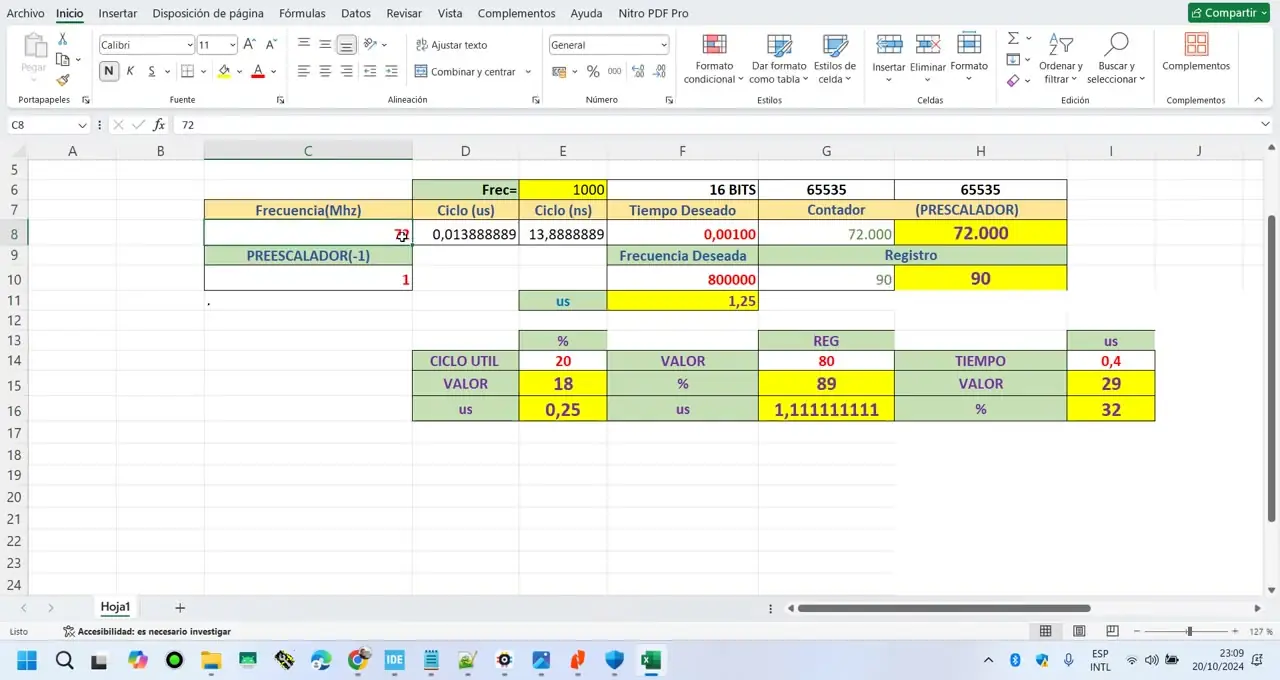 Archivo Inicio Insertar Disposición de página Fórmulas Datos Revisar Vista Complementos Ayuda Nitro PDF Pro Compartir
Pegar
Calibri 11
N K S
Ajustar texto
Combinar y centrar
General
% 000
Formato condicional
Dar formato como tabla
Estilos de celda
Insertar Eliminar Formato
Ordenar y filtrar
Buscar y seleccionar
Complementos
Portapapeles Fuente Alineación Número Estilos Celdas Edición Complementos
C8 fx 72
A B C D E F G H I J
5
6 Frec= 1000 16 BITS 65535 65535
7 Frecuencia(Mhz) Ciclo (us) Ciclo (ns) Tiempo Deseado Contador (PRESCALADOR)
8 72 0,013888889 13,8888889 0,00100 72.000 72.000
9 PREESCALADOR(-1) Frecuencia Deseada Registro
10 1 800000 90 90
11 . us 1,25
12
13 % REG us
14 CICLO UTIL 20 VALOR 80 TIEMPO 0,4
15 VALOR 18 % 89 VALOR 29
16 us 0,25 us 1,111111111 % 32
17
18
19
20
21
22
23
24
Hoja1
Listo Accesibilidad: es necesario investigar 127 %
IDE
ESP
INTL
23:09
20/10/2024